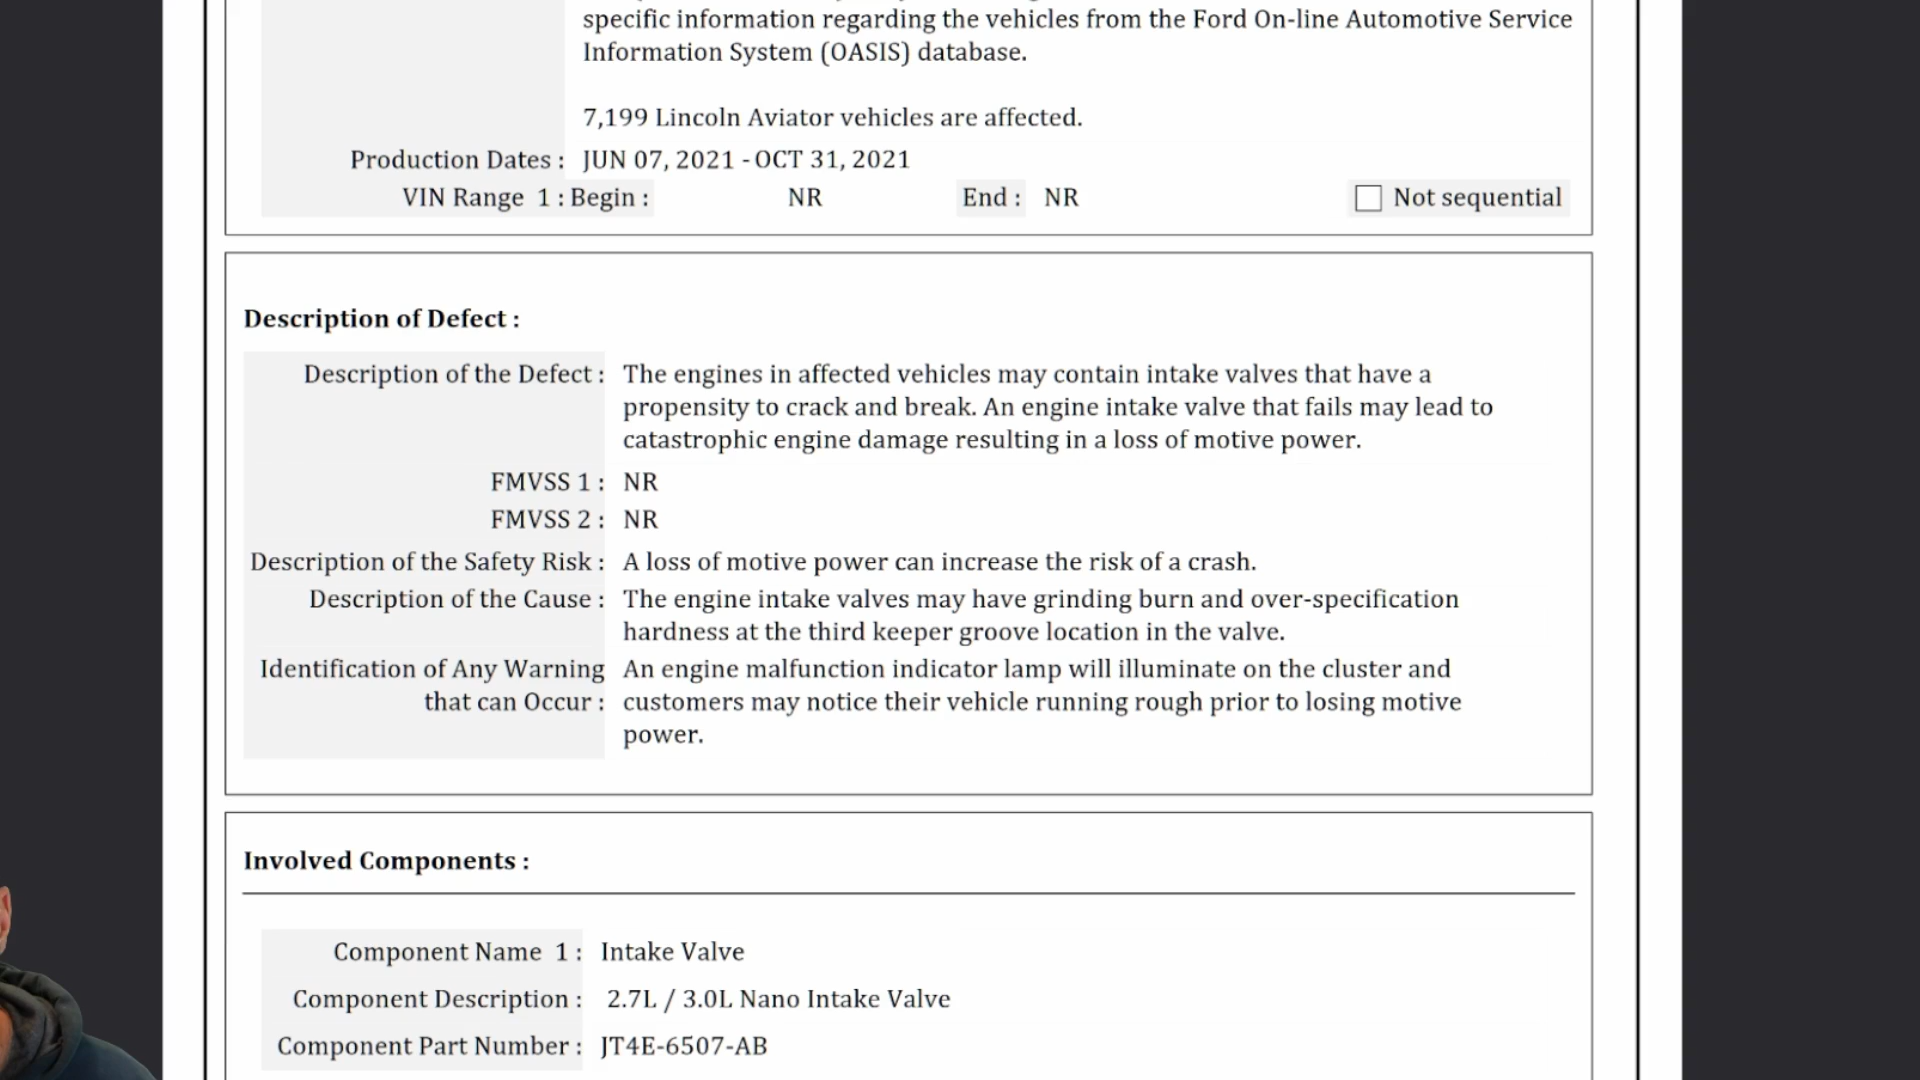 specific information regarding the vehicles from the Ford On-line Automotive Service
Information System (OASIS) database.
7,199 Lincoln Aviator vehicles are affected.
Production Dates : JUN 07, 2021 - OCT 31, 2021
VIN Range 1 : Begin : NR End : NR Not sequential
Description of Defect :
Description of the Defect : The engines in affected vehicles may contain intake valves that have a
propensity to crack and break. An engine intake valve that fails may lead to
catastrophic engine damage resulting in a loss of motive power.
FMVSS 1 : NR
FMVSS 2 : NR
Description of the Safety Risk : A loss of motive power can increase the risk of a crash.
Description of the Cause : The engine intake valves may have grinding burn and over-specification
hardness at the third keeper groove location in the valve.
Identification of Any Warning An engine malfunction indicator lamp will illuminate on the cluster and
that can Occur : customers may notice their vehicle running rough prior to losing motive
power.
Involved Components :
Component Name 1 : Intake Valve
Component Description : 2.7L / 3.0L Nano Intake Valve
Component Part Number : JT4E-6507-AB